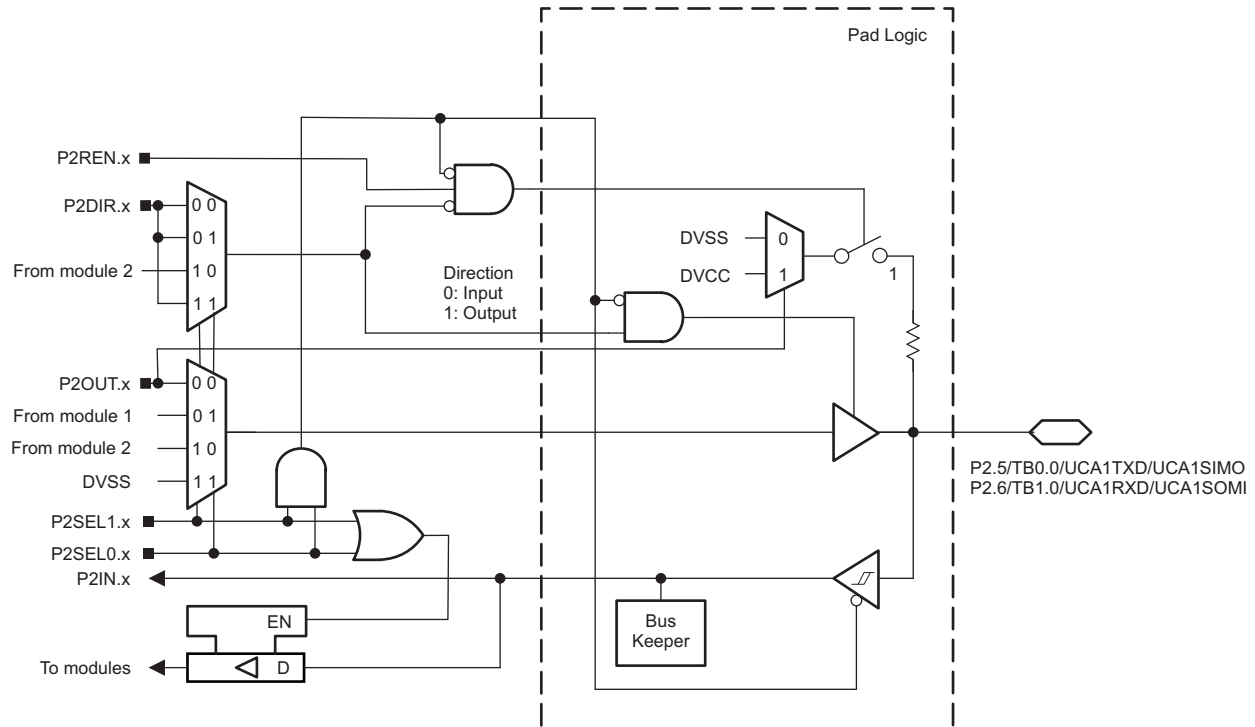 Pad Logic
P2REN.x
P2DIR.x
0 0
0 1
From module 2
1 0
1 1
Direction
0: Input
1: Output
DVSS
0
DVCC
1
1
P2OUT.x
0 0
From module 1
0 1
From module 2
1 0
DVSS
1 1
P2.5/TB0.0/UCA1TXD/UCA1SIMO
P2.6/TB1.0/UCA1RXD/UCA1SOMI
P2SEL1.x
P2SEL0.x
P2IN.x
Bus
Keeper
EN
To modules
D